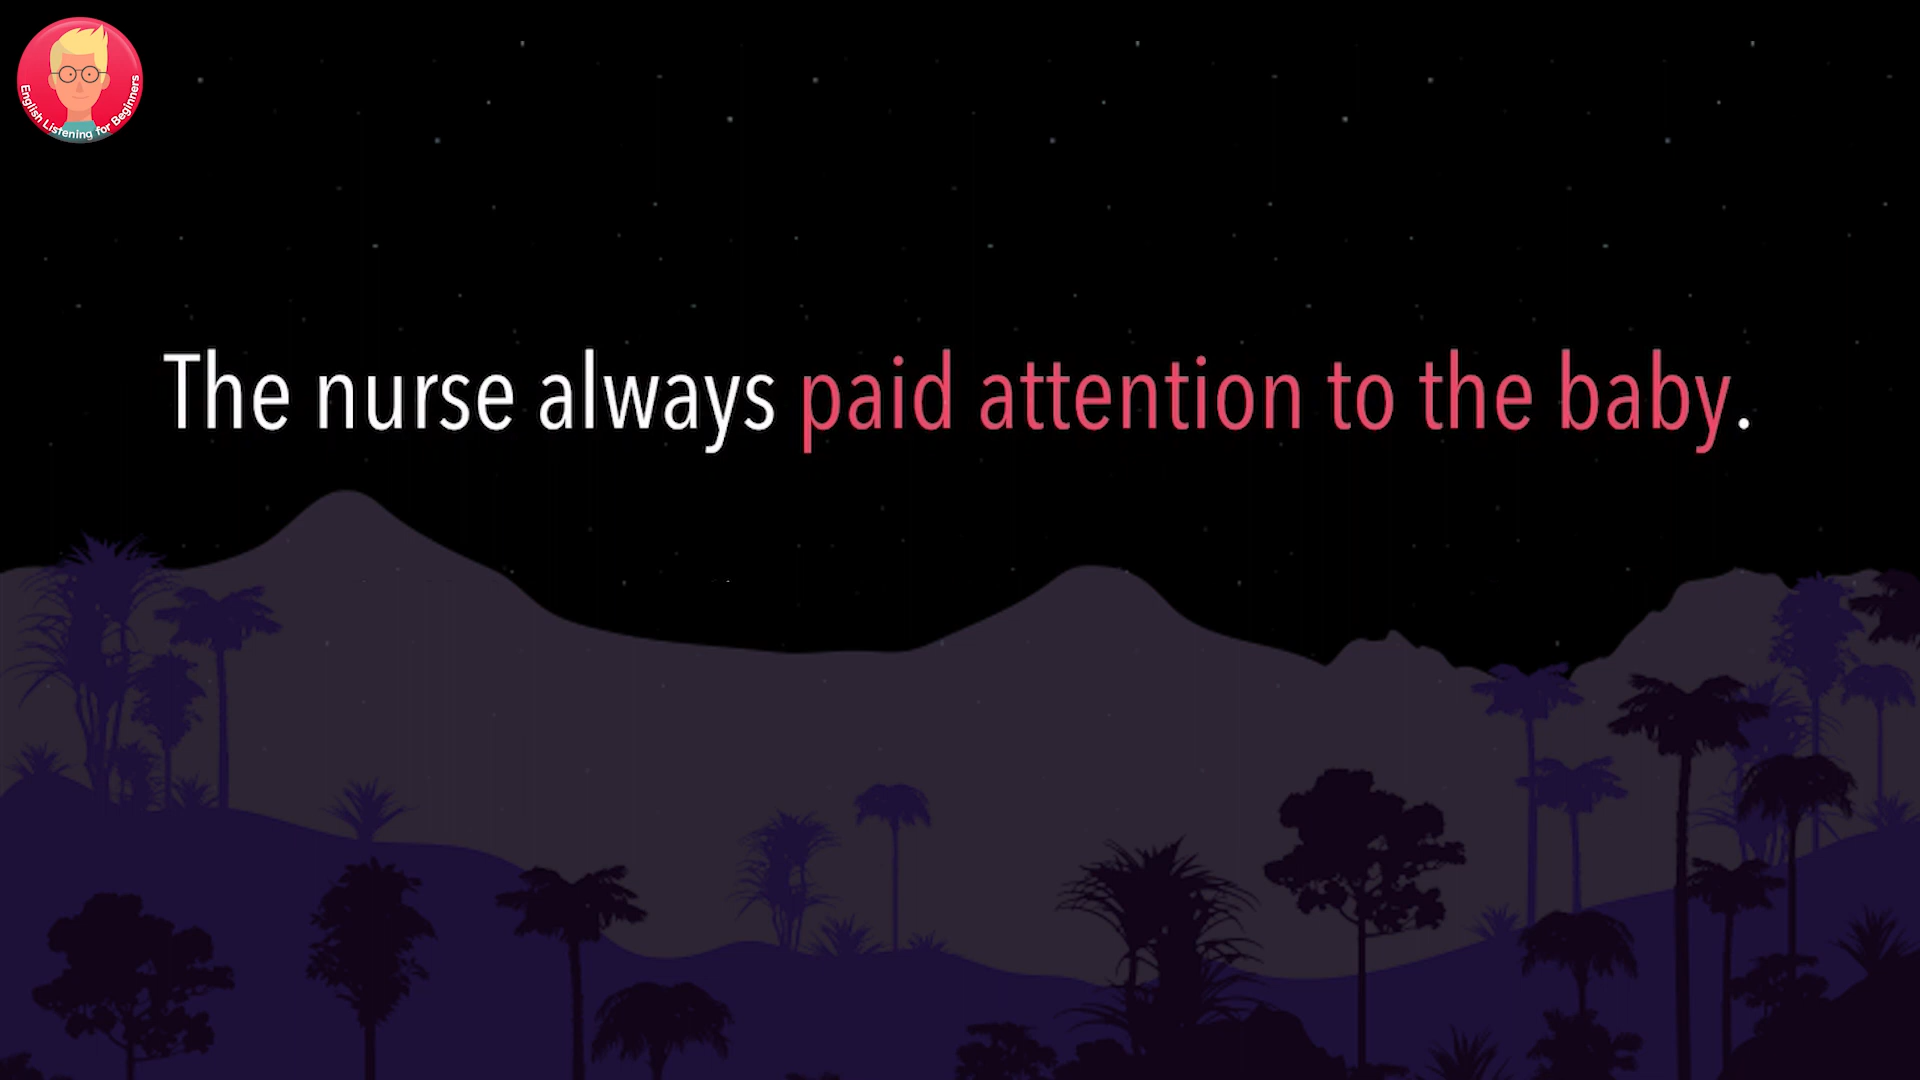 English Listening for Beginners
The nurse always paid attention to the baby.